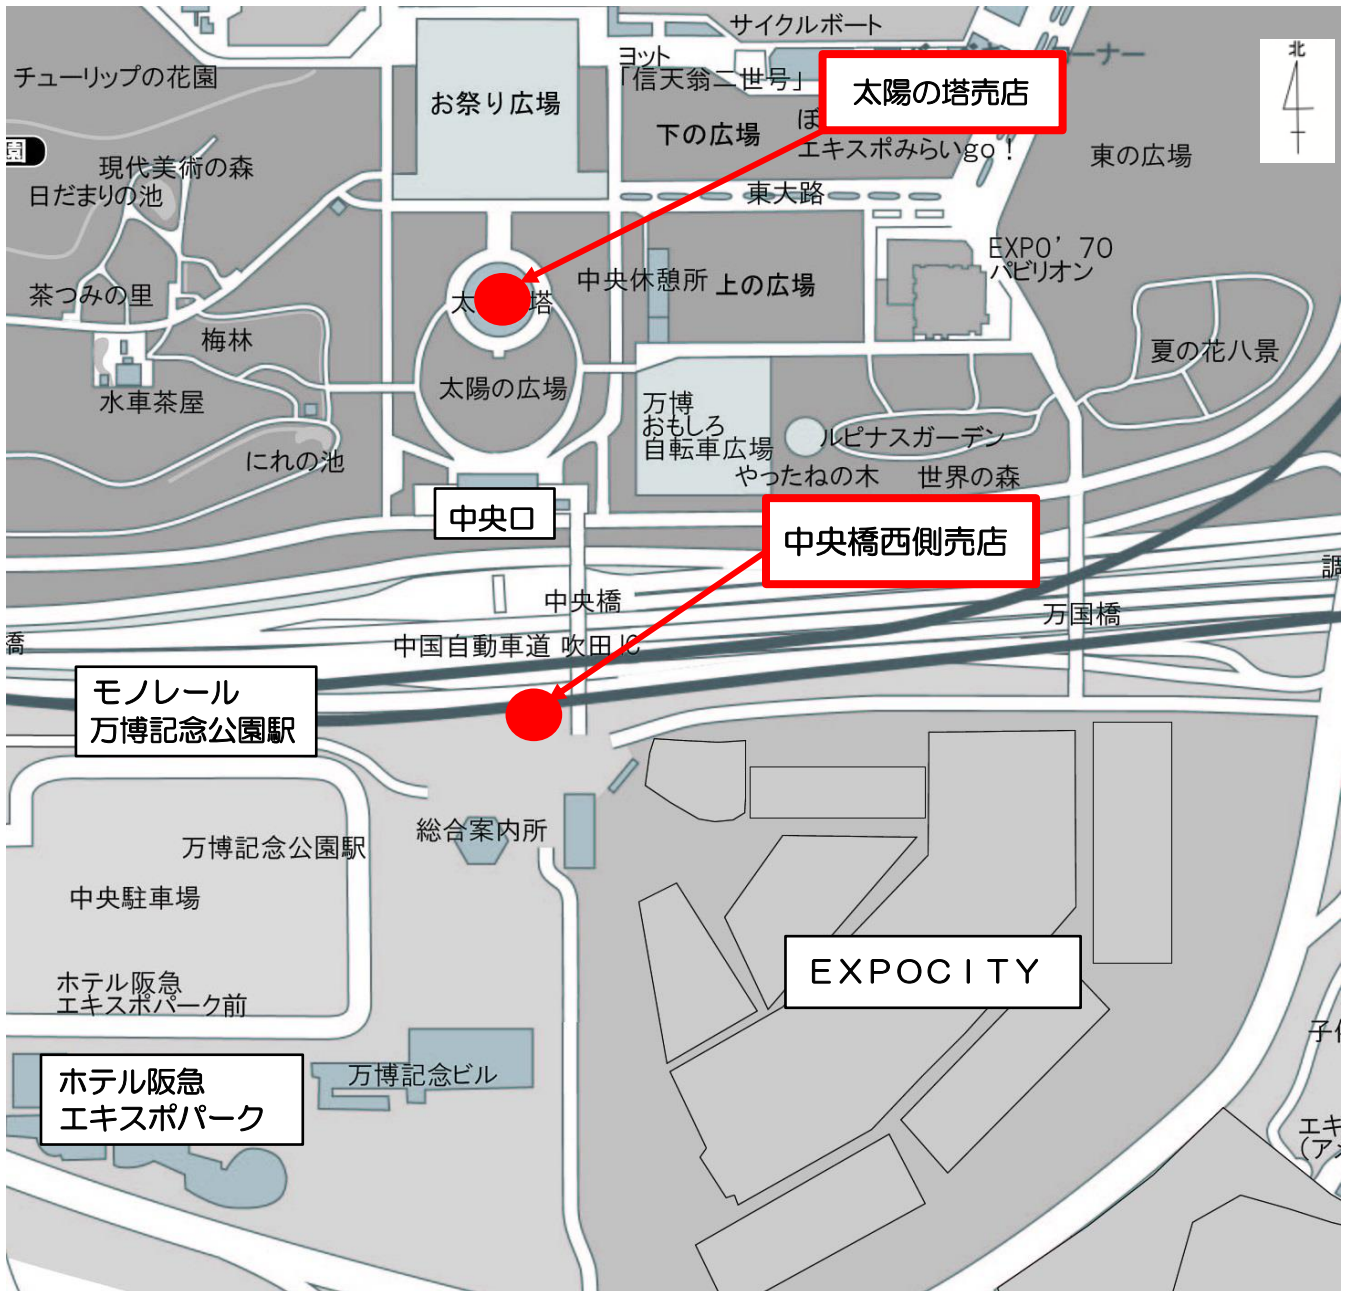 サイクルボート
ヨット
「信天翁二世号」
コーナー
北
チューリップの花園
お祭り広場
太陽の塔売店
下の広場
ぼ
エキスポみらいgo！
東の広場
園
現代美術の森
日だまりの池
東大路
EXPO’70
パビリオン
茶つみの里
太
塔
中央休憩所
上の広場
梅林
夏の花八景
水車茶屋
太陽の広場
万博
おもしろ
自転車広場
ルピナスガーデン
にれの池
やったねの木
世界の森
中央口
中央橋西側売店
調
中央橋
万国橋
橋
中国自動車道 吹田IC
モノレール
万博記念公園駅
総合案内所
万博記念公園駅
中央駐車場
EXPOCITY
ホテル阪急
エキスポパーク前
ホテル阪急
エキスポパーク
万博記念ビル
エキ